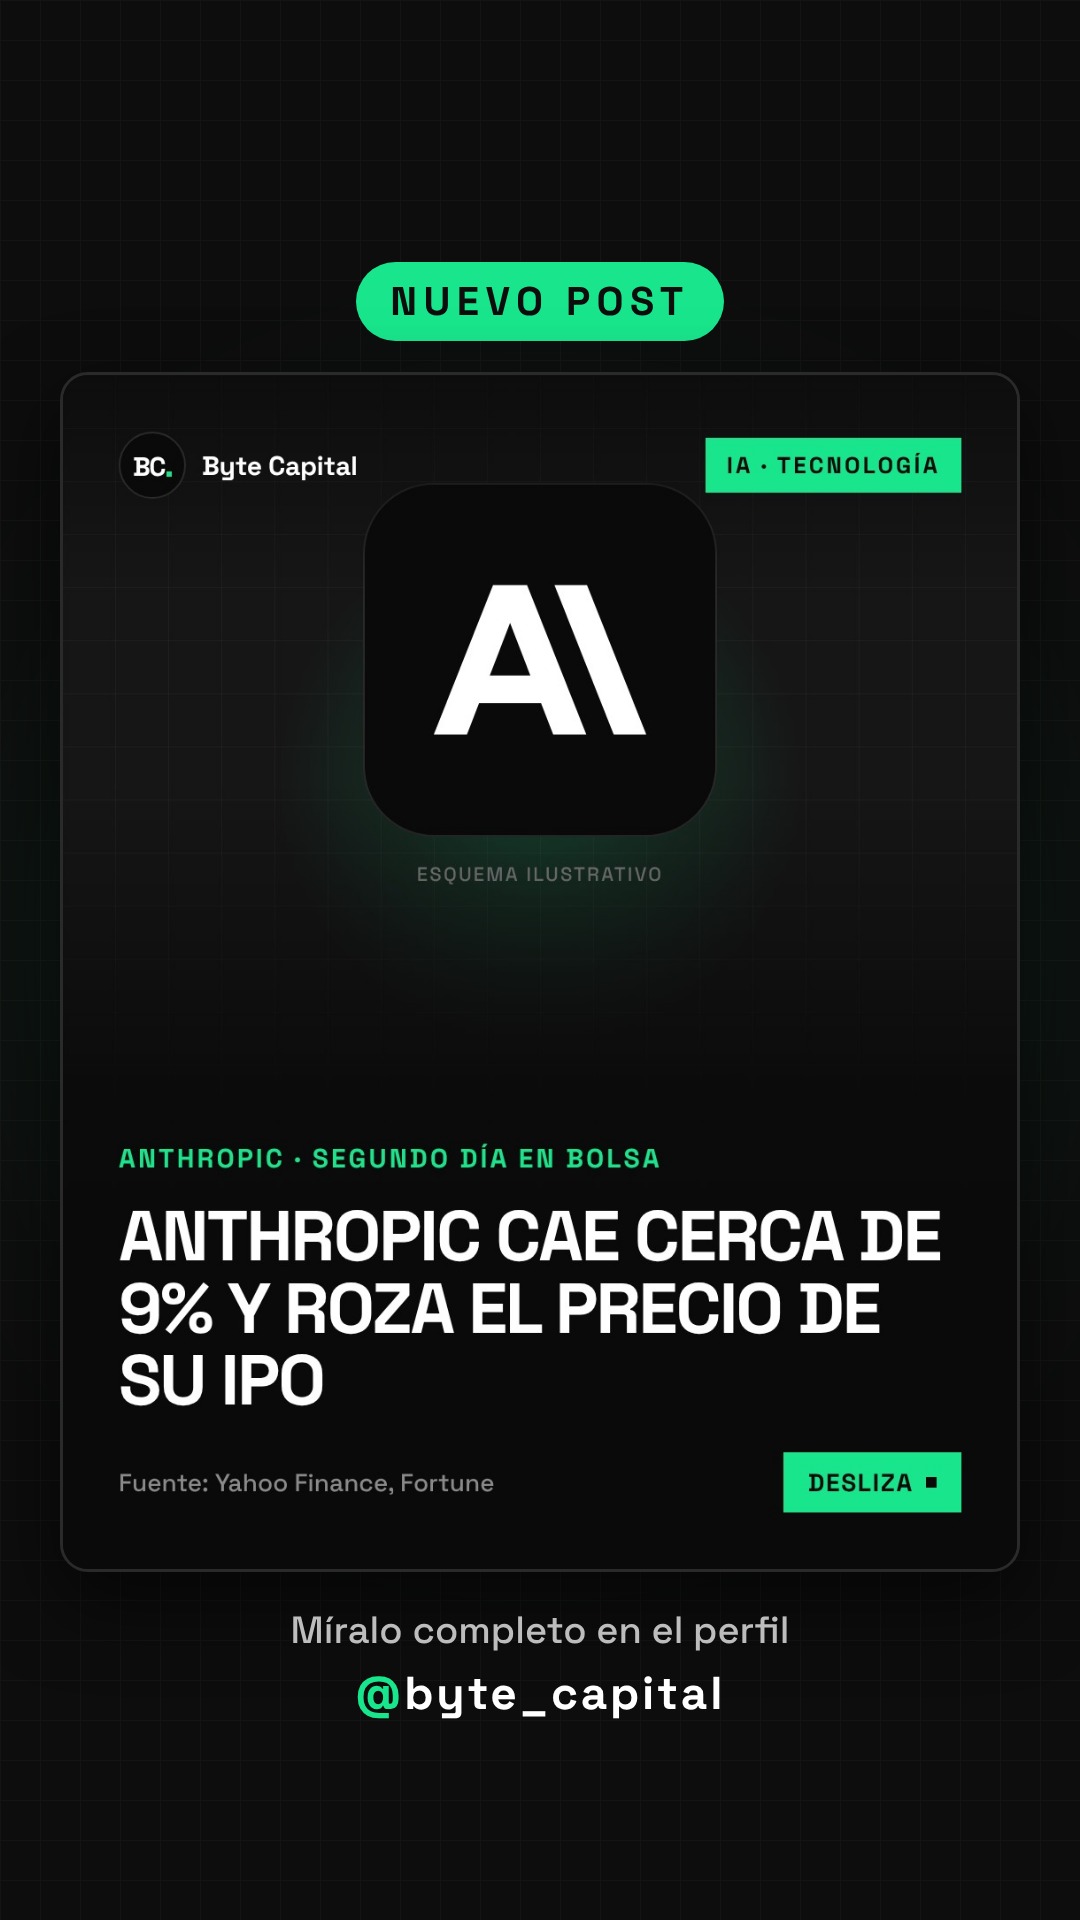 NUEVO POST
BC.
Byte Capital
IA · TECNOLOGÍA
A\
ESQUEMA ILUSTRATIVO
ANTHROPIC · SEGUNDO DÍA EN BOLSA
ANTHROPIC CAE CERCA DE
9% Y ROZA EL PRECIO DE
SU IPO
Fuente: Yahoo Finance, Fortune
DESLIZA
Míralo completo en el perfil
@byte_capital